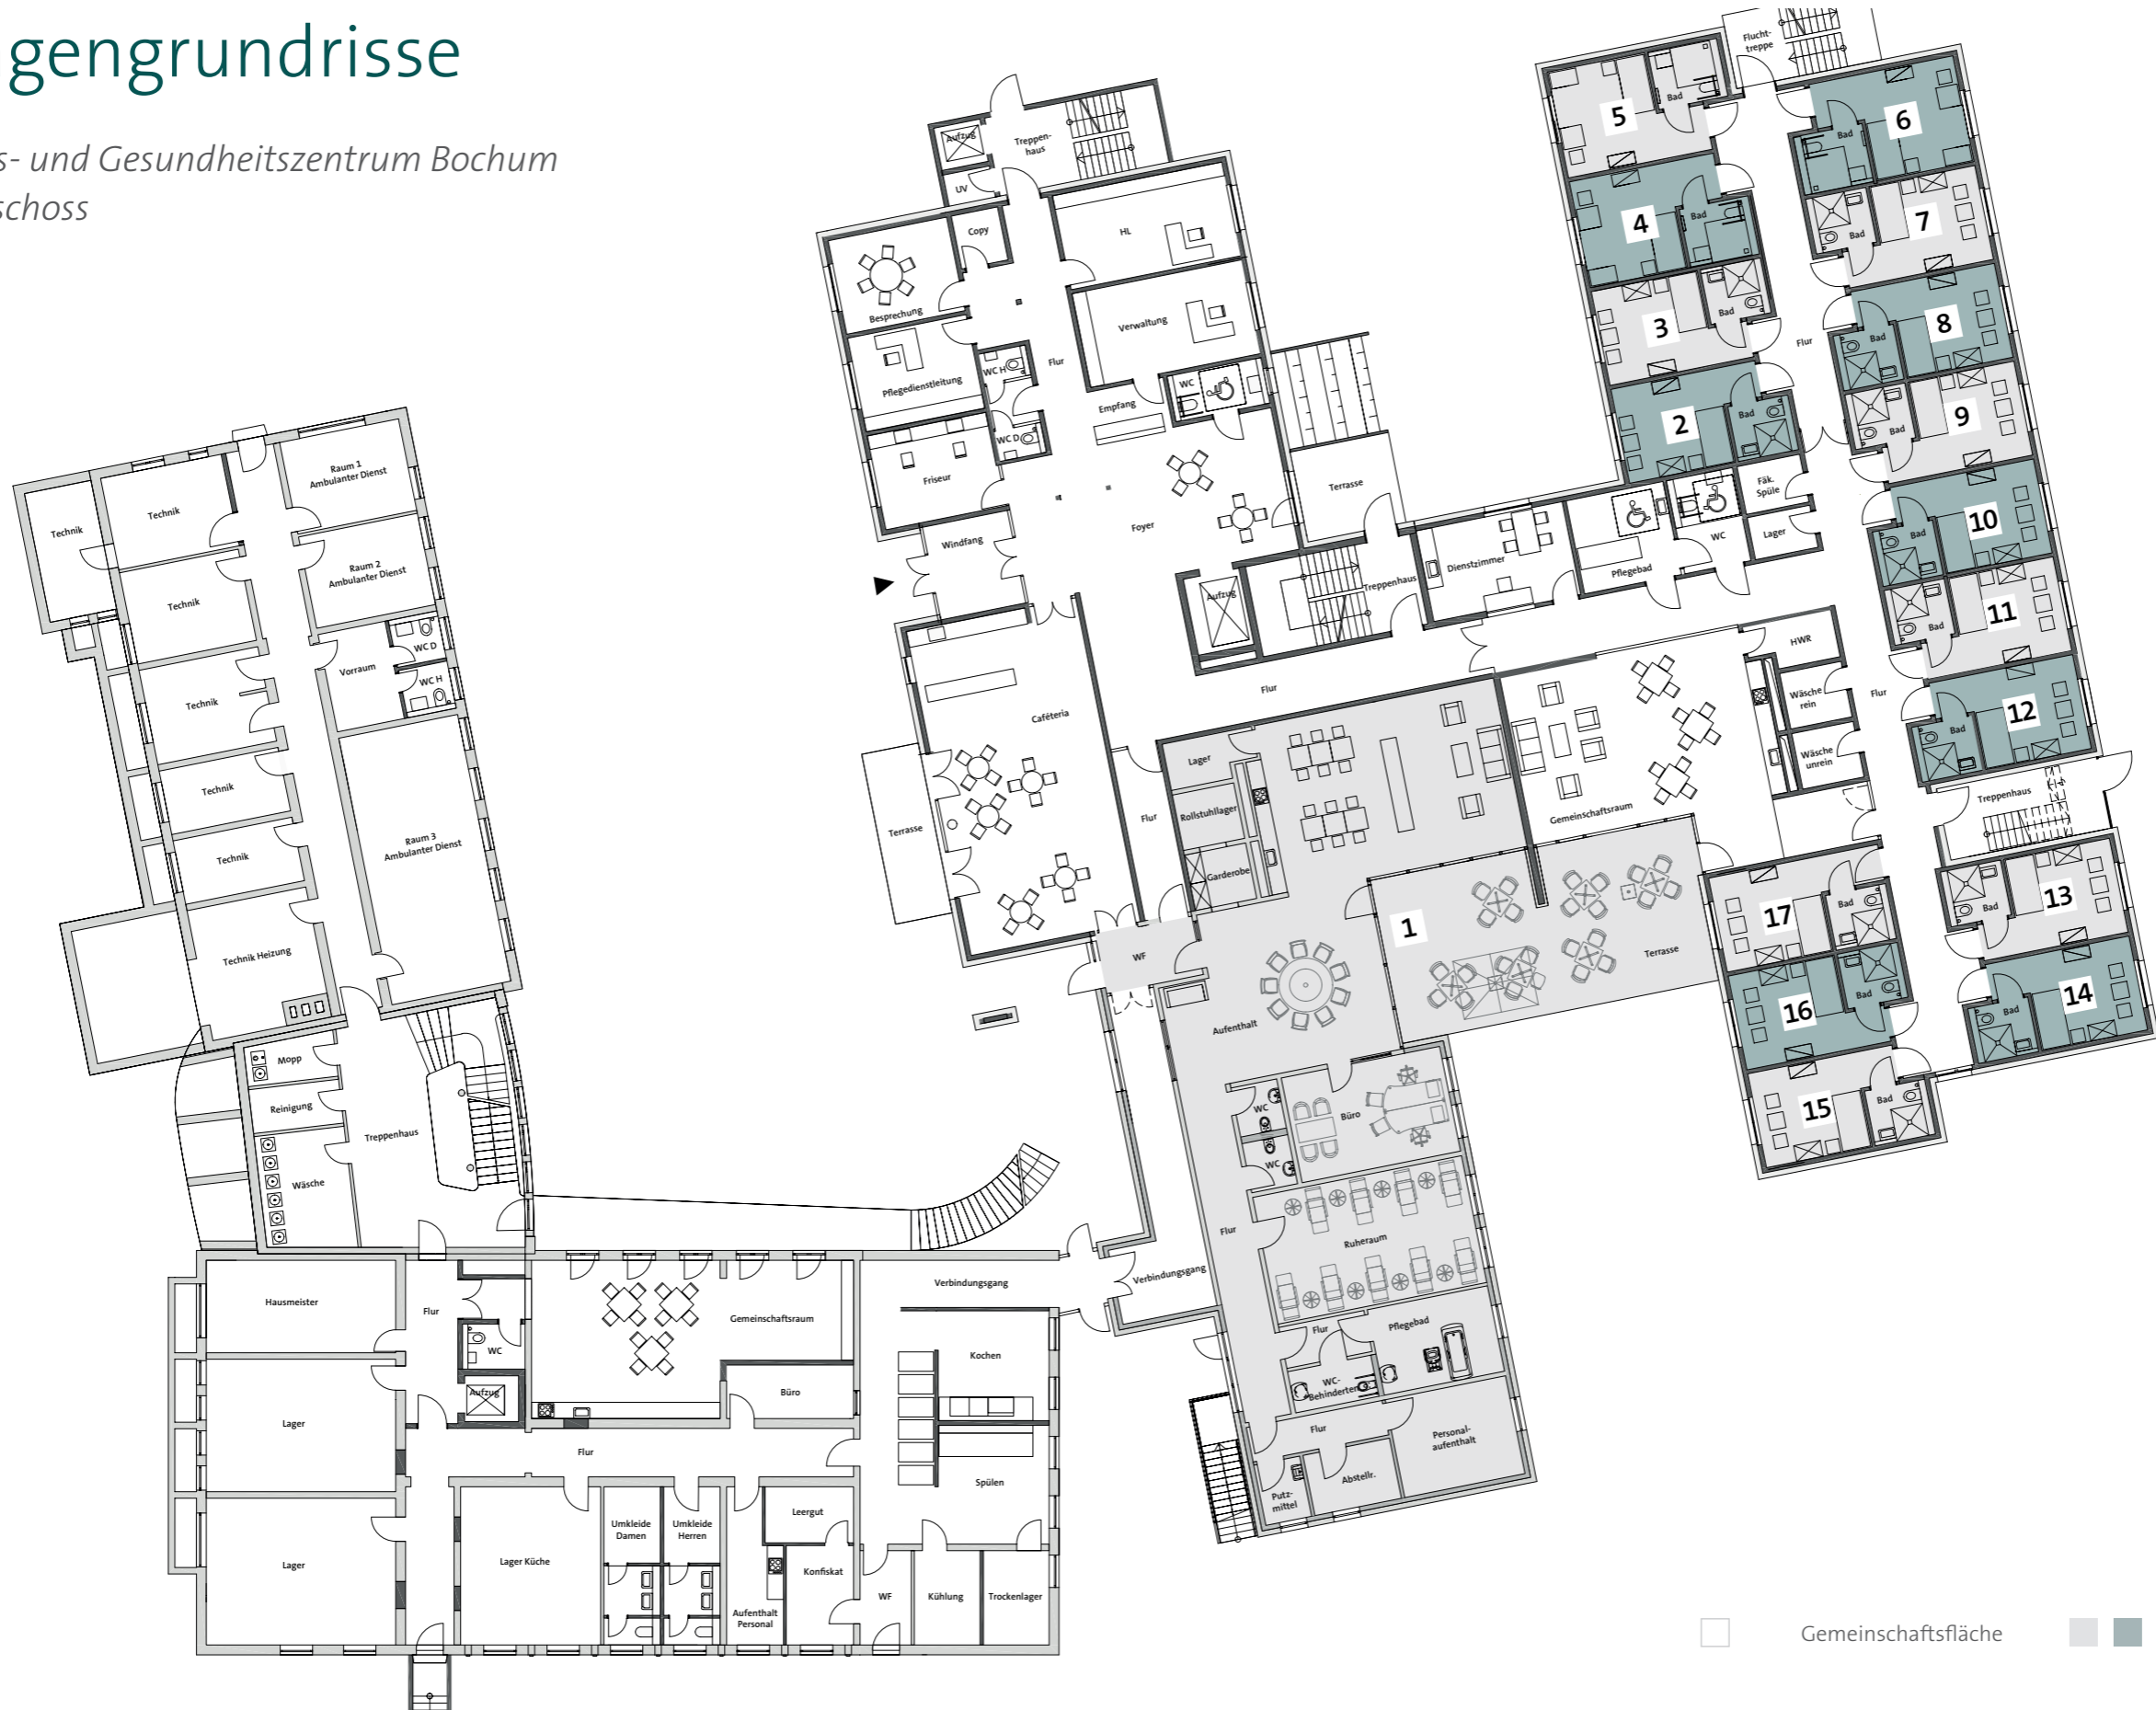 gengrundrisse
s- und Gesundheitszentrum Bochum
schoss
Flucht-
treppe
5
Bad
6
Bad
4
Bad
7
Bad
3
Bad
8
Bad
Flur
2
Bad
9
Bad
10
Bad
11
Bad
12
Bad
Flur
Fäk.
Spüle
Lager
WC
Pflegebad
Dienstzimmer
Treppenhaus
Aufzug
Terrasse
Aufzug
Treppen-
haus
UV
Copy
HL
Besprechung
Verwaltung
Pflegedienstleitung
WC H
Flur
WC
Empfang
WC D
Friseur
Foyer
Windfang
Caféteria
Terrasse
Flur
Flur
HWR
Wäsche
rein
Wäsche
unrein
Gemeinschaftsraum
Treppenhaus
13
Bad
14
Bad
17
Bad
16
Bad
15
Bad
Lager
Rollstuhllager
Garderobe
1
Terrasse
WF
Aufenthalt
WC
WC
Büro
Flur
Ruheraum
Verbindungsgang
Flur
Pflegebad
WC-
Behinderten
Flur
Personal-
aufenthalt
Abstellr.
Putz-
mittel
Raum 1
Ambulanter Dienst
Technik
Technik
Raum 2
Ambulanter Dienst
Technik
WC D
Vorraum
WC H
Technik
Technik
Technik
Raum 3
Ambulanter Dienst
Technik Heizung
Mopp
Reinigung
Treppenhaus
Wäsche
Hausmeister
Flur
WC
Aufzug
Gemeinschaftsraum
Büro
Verbindungsgang
Kochen
Lager
Flur
Spülen
Lager
Lager Küche
Umkleide
Damen
Umkleide
Herren
Leergut
Aufenthalt
Personal
Konfiskat
WF
Kühlung
Trockenlager
Gemeinschaftsfläche